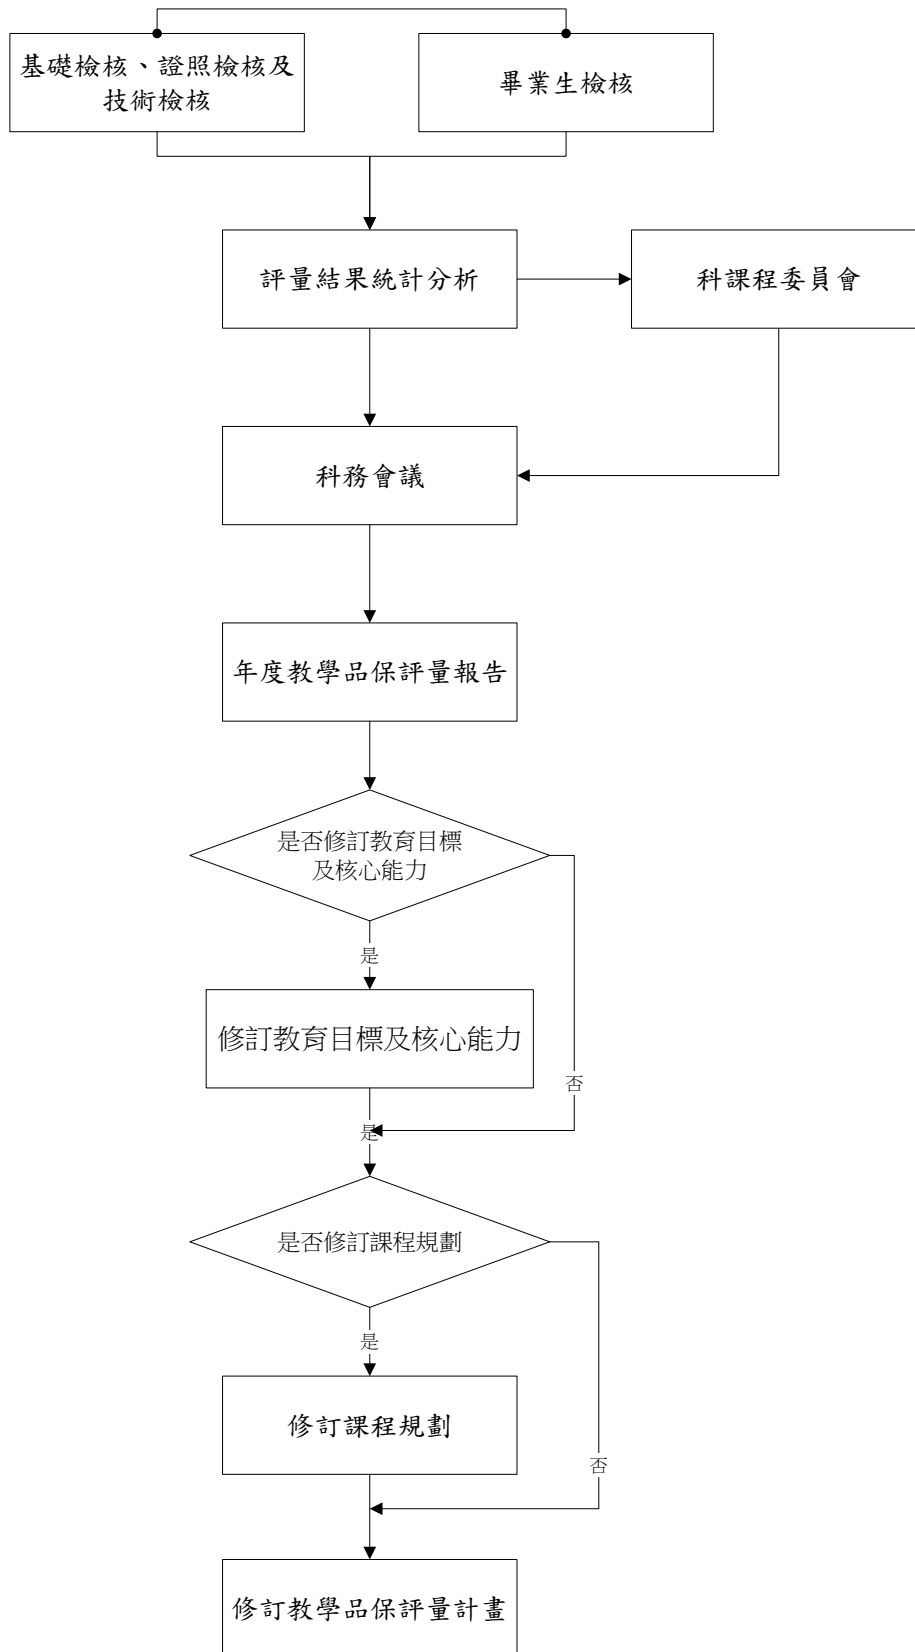 基礎檢核、證照檢核及
技術檢核
畢業生檢核
評量結果統計分析
科課程委員會
科務會議
年度教學品保評量報告
是否修訂教育目標
及核心能力
是
修訂教育目標及核心能力
否
是
是否修訂課程規劃
是
修訂課程規劃
否
修訂教學品保評量計畫